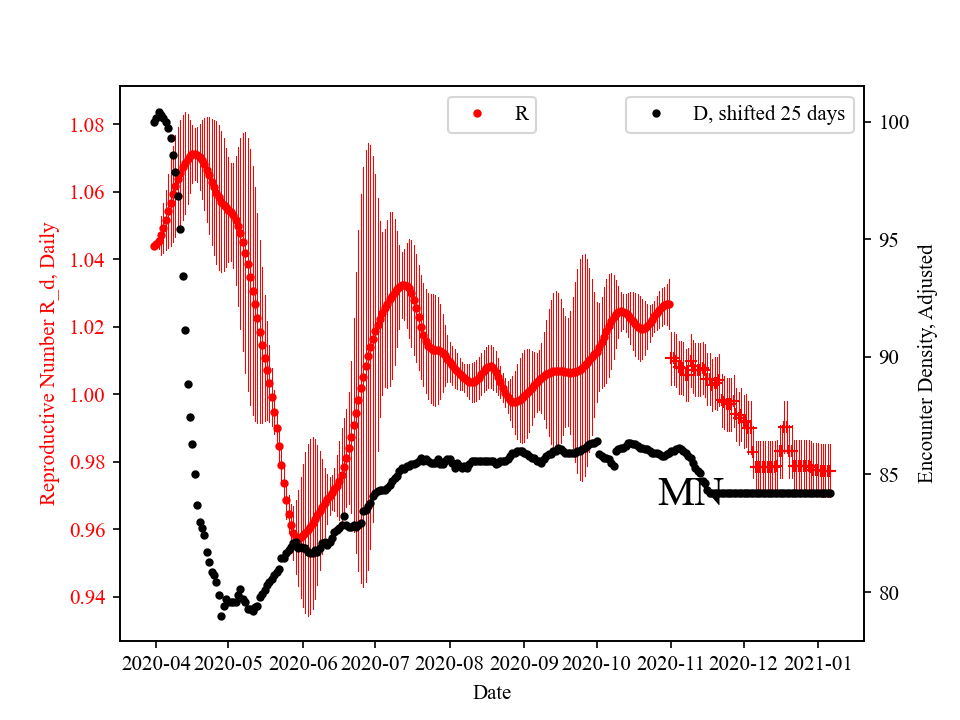 R
D, shifted 25 days
1.08
1.06
1.04
1.02
1.00
0.98
0.96
0.94
Reproductive Number R_d, Daily
100
95
90
85
80
Encounter Density, Adjusted
MN
2020-04 2020-05 2020-06 2020-07 2020-08 2020-09 2020-10 2020-11 2020-12 2021-01
Date